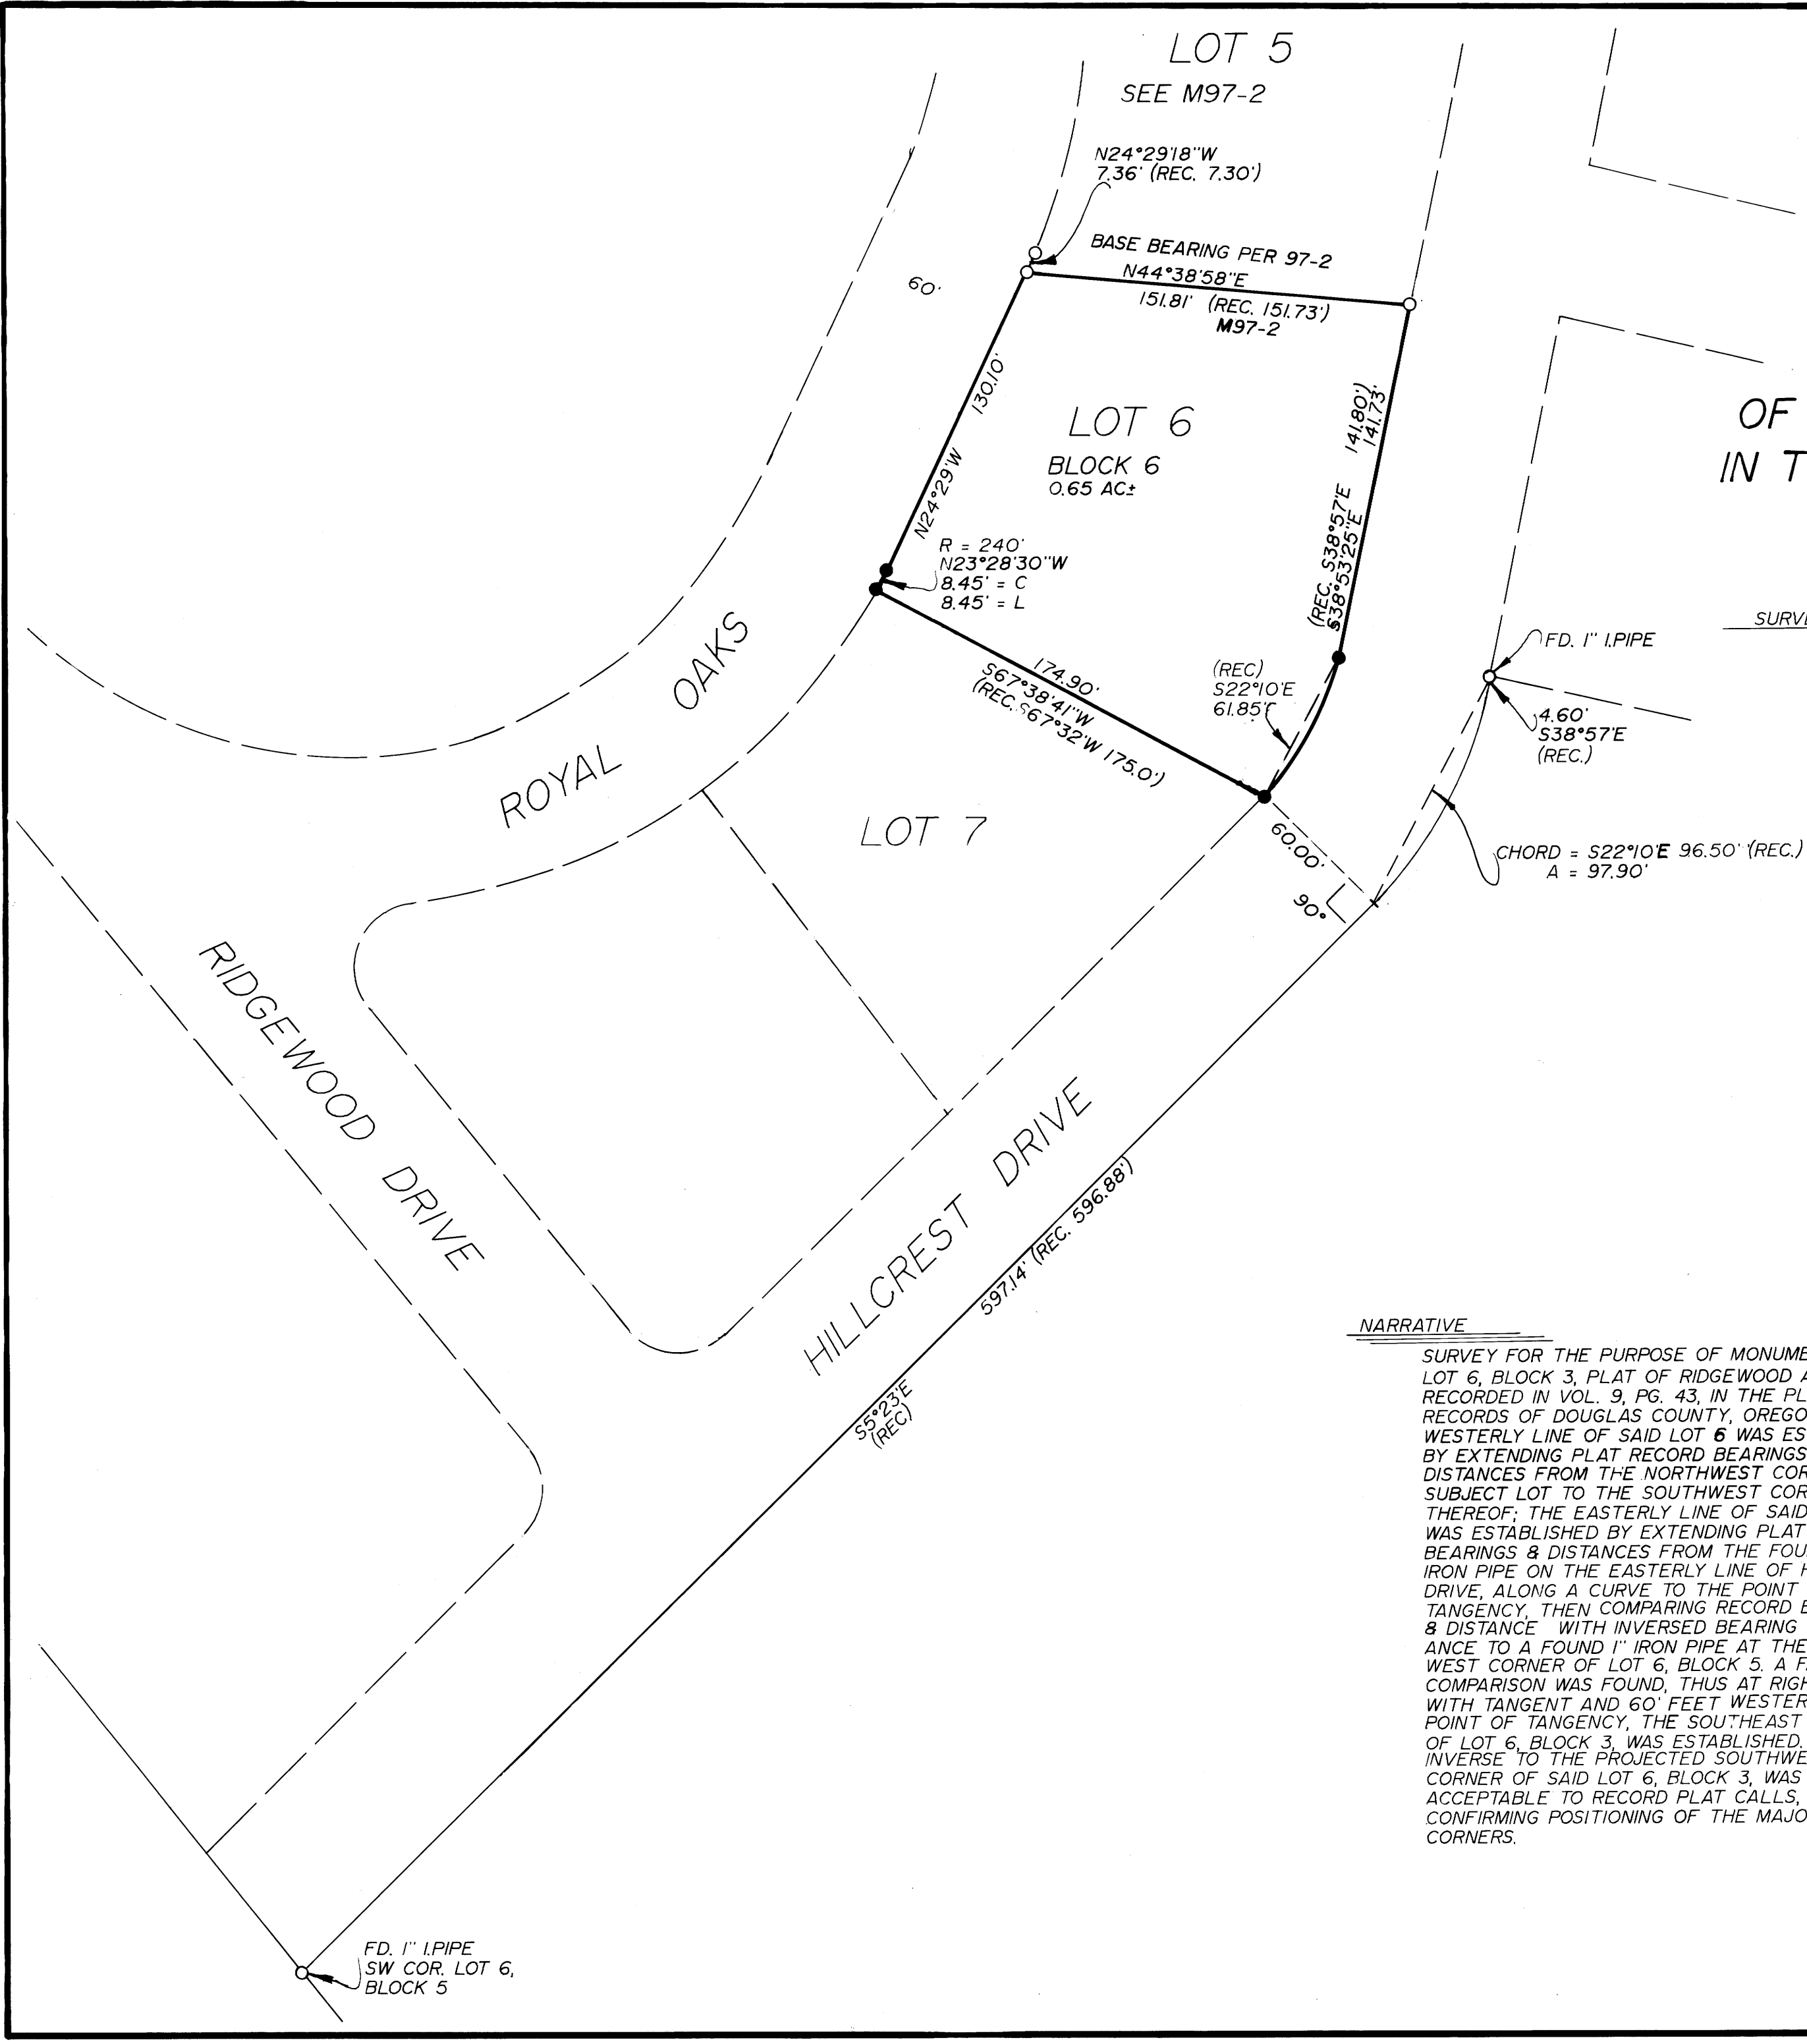 LOT 5
SEE M97-2
N24°29'18"W
7.36' (REC. 7.30')
BASE BEARING PER 97-2
N44°38'58"E
151.81' (REC. 151.73')
M97-2
60'
130.10'
N24°29'W
LOT 6
BLOCK 6
0.65 AC±
141.80')
141.73'
(REC. S38°57'E
S38°53'25"E
OF
IN T
R = 240'
N23°28'30"W
8.45' = C
8.45' = L
SURVE
FD. 1" I.PIPE
174.90'
S67°38'41"W
(REC. S67°32'W 175.0')
(REC)
S22°10'E
61.85'
4.60'
S38°57'E
(REC.)
ROYAL OAKS
LOT 7
60.00'
90°
CHORD = S22°10'E 96.50' (REC.)
A = 97.90'
RIDGEWOOD DRIVE
HILLCREST DRIVE
597.14' (REC. 596.88')
S5°23'E
(REC)
NARRATIVE
SURVEY FOR THE PURPOSE OF MONUME
LOT 6, BLOCK 3, PLAT OF RIDGEWOOD A
RECORDED IN VOL. 9, PG. 43, IN THE PL
RECORDS OF DOUGLAS COUNTY, OREGO
WESTERLY LINE OF SAID LOT 6 WAS ES
BY EXTENDING PLAT RECORD BEARINGS
DISTANCES FROM THE NORTHWEST COR
SUBJECT LOT TO THE SOUTHWEST COR
THEREOF; THE EASTERLY LINE OF SAID
WAS ESTABLISHED BY EXTENDING PLAT
BEARINGS & DISTANCES FROM THE FOU
IRON PIPE ON THE EASTERLY LINE OF H
DRIVE, ALONG A CURVE TO THE POINT
TANGENCY, THEN COMPARING RECORD B
& DISTANCE WITH INVERSED BEARING
ANCE TO A FOUND 1" IRON PIPE AT THE
WEST CORNER OF LOT 6, BLOCK 5. A F
COMPARISON WAS FOUND, THUS AT RIGH
WITH TANGENT AND 60' FEET WESTER
POINT OF TANGENCY, THE SOUTHEAST
OF LOT 6, BLOCK 3, WAS ESTABLISHED.
INVERSE TO THE PROJECTED SOUTHWE
CORNER OF SAID LOT 6, BLOCK 3, WAS
ACCEPTABLE TO RECORD PLAT CALLS,
CONFIRMING POSITIONING OF THE MAJO
CORNERS.
FD. 1" I.PIPE
SW COR. LOT 6,
BLOCK 5